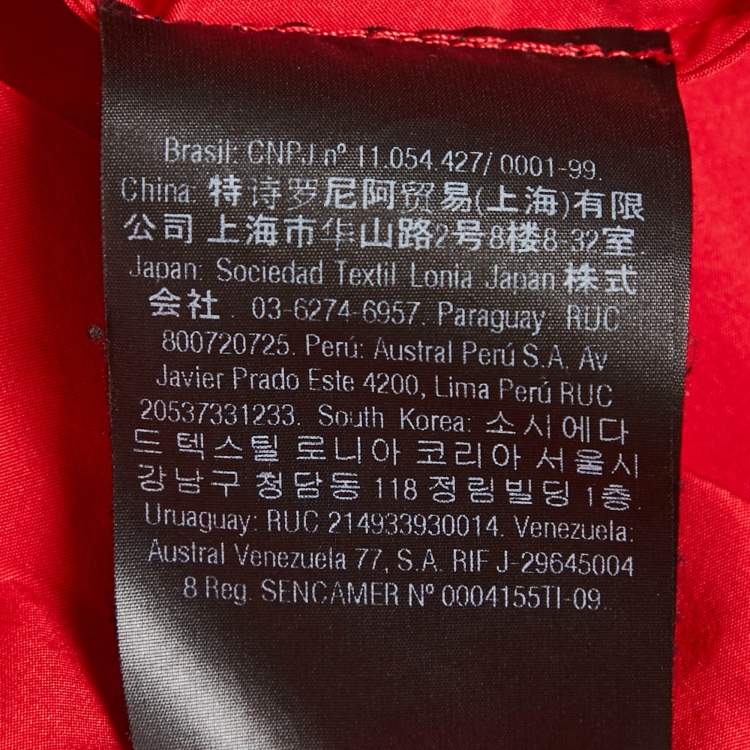 Brasil: CNPJ nº 11.054.427/ 0001-99.
China: 特诗罗尼阿贸易(上海)有限
公司 上海市华山路2号8楼8-32室.
Japan: Sociedad Textil Lonia Japan 株式
会社 . 03-6274-6957. Paraguay: RUC
800720725. Perú: Austral Perú S.A. Av
Javier Prado Este 4200, Lima Perú RUC
20537331233. South Korea: 소시에다
드 텍스틸 로니아 코리아 서울시
강남구 청담동 118 정림빌딩 1층.
Uruaguay: RUC 214933930014. Venezuela:
Austral Venezuela 77, S.A. RIF J-29645004
8 Reg. SENCAMER Nº 0004155TI-09.